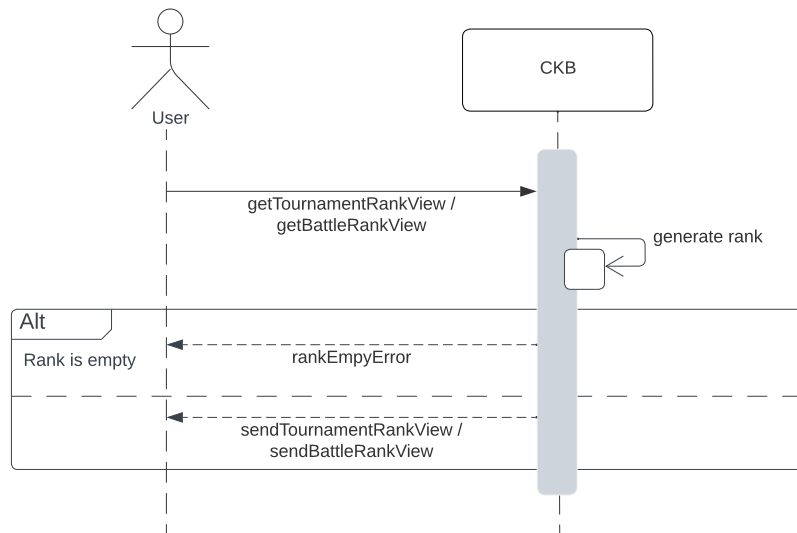 CKB
User
getTournamentRankView /
getBattleRankView
generate rank
Alt
Rank is empty
rankEmpyError
sendTournamentRankView /
sendBattleRankView